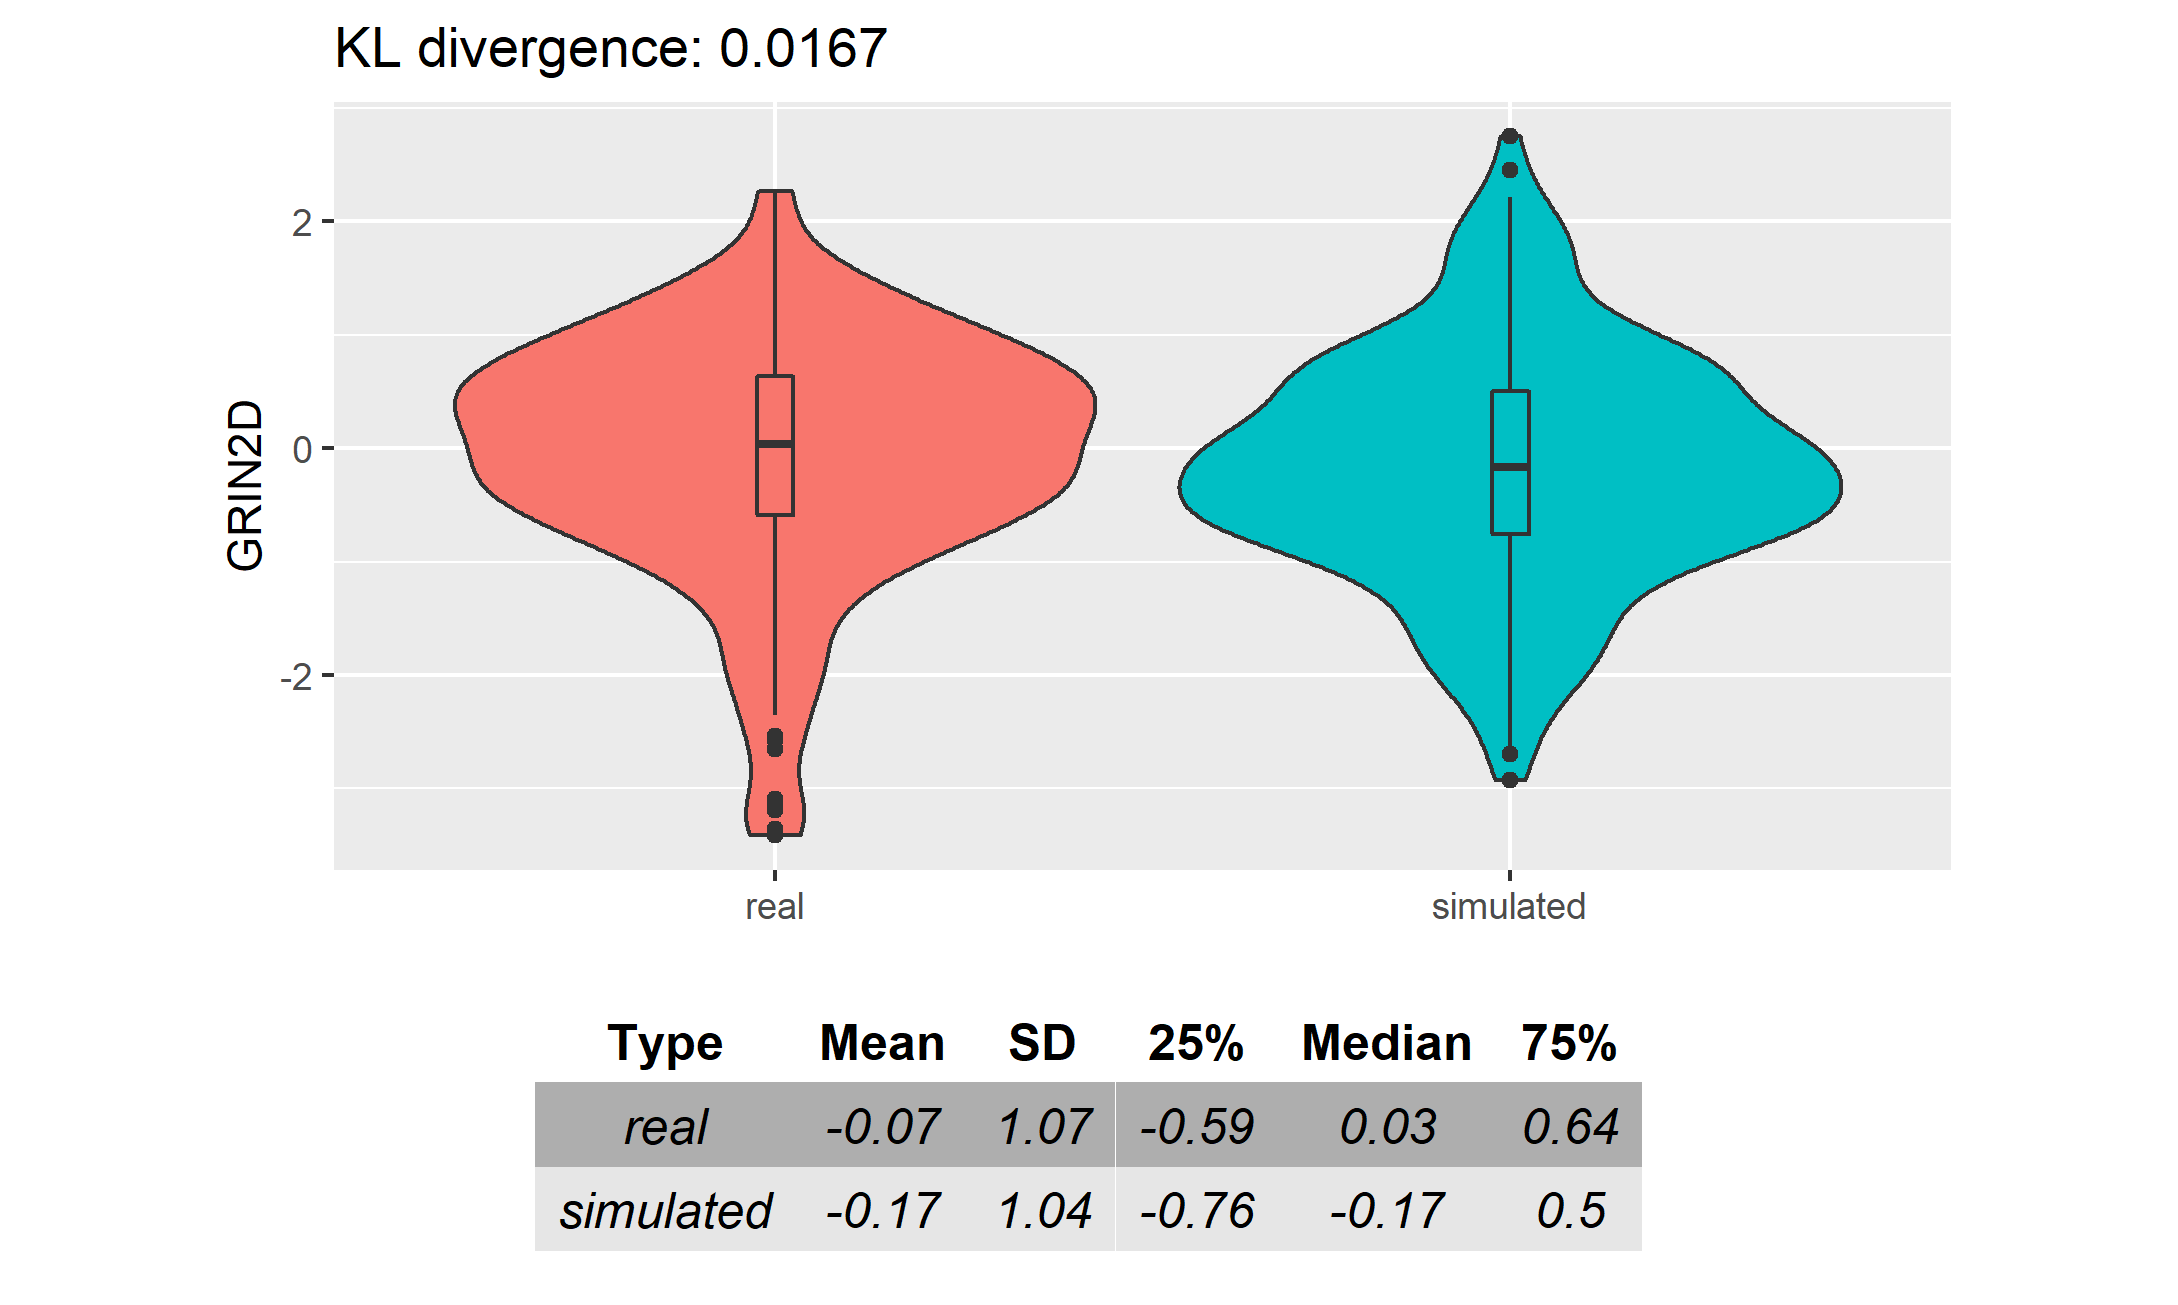 KL divergence: 0.0167
GRIN2D
2
0
-2
real simulated
Type Mean SD 25% Median 75%
real -0.07 1.07 -0.59 0.03 0.64
simulated -0.17 1.04 -0.76 -0.17 0.5